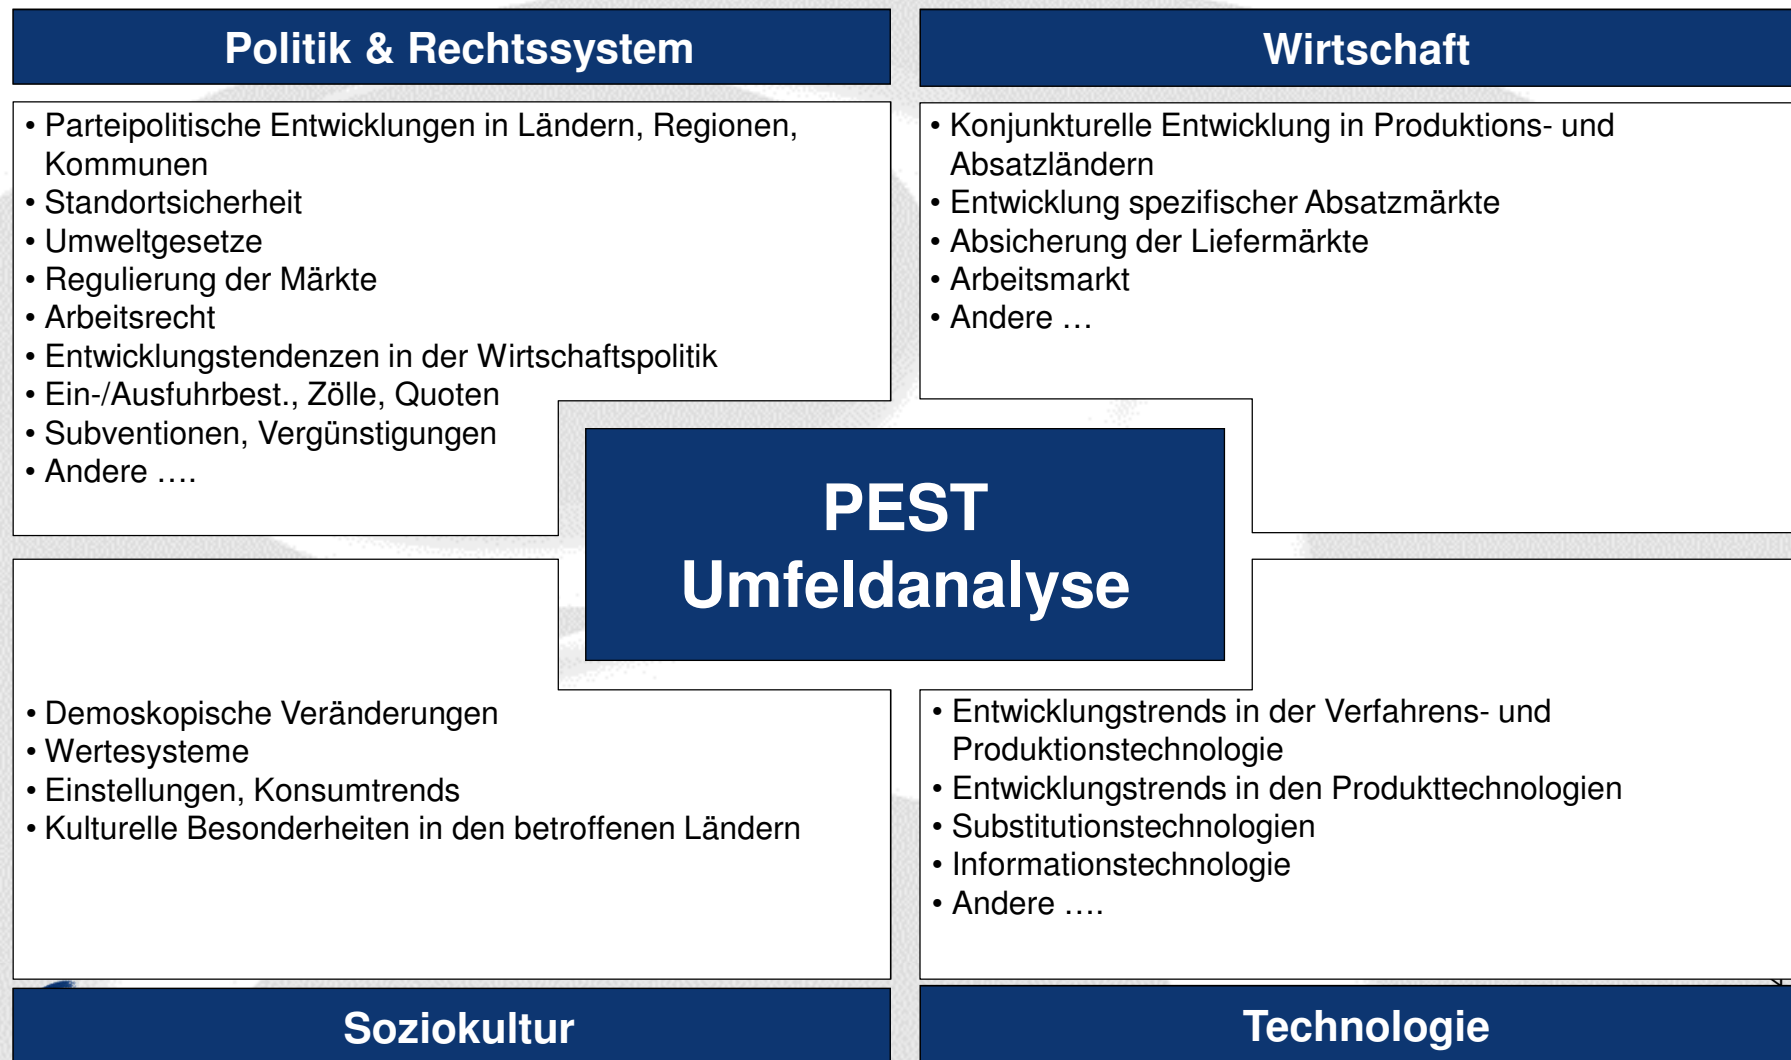 Politik & Rechtssystem
• Parteipolitische Entwicklungen in Ländern, Regionen,
Kommunen
• Standortsicherheit
• Umweltgesetze
• Regulierung der Märkte
• Arbeitsrecht
• Entwicklungstendenzen in der Wirtschaftspolitik
• Ein-/Ausfuhrbest., Zölle, Quoten
• Subventionen, Vergünstigungen
• Andere ….
Wirtschaft
• Konjunkturelle Entwicklung in Produktions- und
Absatzländern
• Entwicklung spezifischer Absatzmärkte
• Absicherung der Liefermärkte
• Arbeitsmarkt
• Andere …
PEST
Umfeldanalyse
• Demoskopische Veränderungen
• Wertesysteme
• Einstellungen, Konsumtrends
• Kulturelle Besonderheiten in den betroffenen Ländern
Soziokultur
• Entwicklungstrends in der Verfahrens- und
Produktionstechnologie
• Entwicklungstrends in den Produkttechnologien
• Substitutionstechnologien
• Informationstechnologie
• Andere ….
Technologie